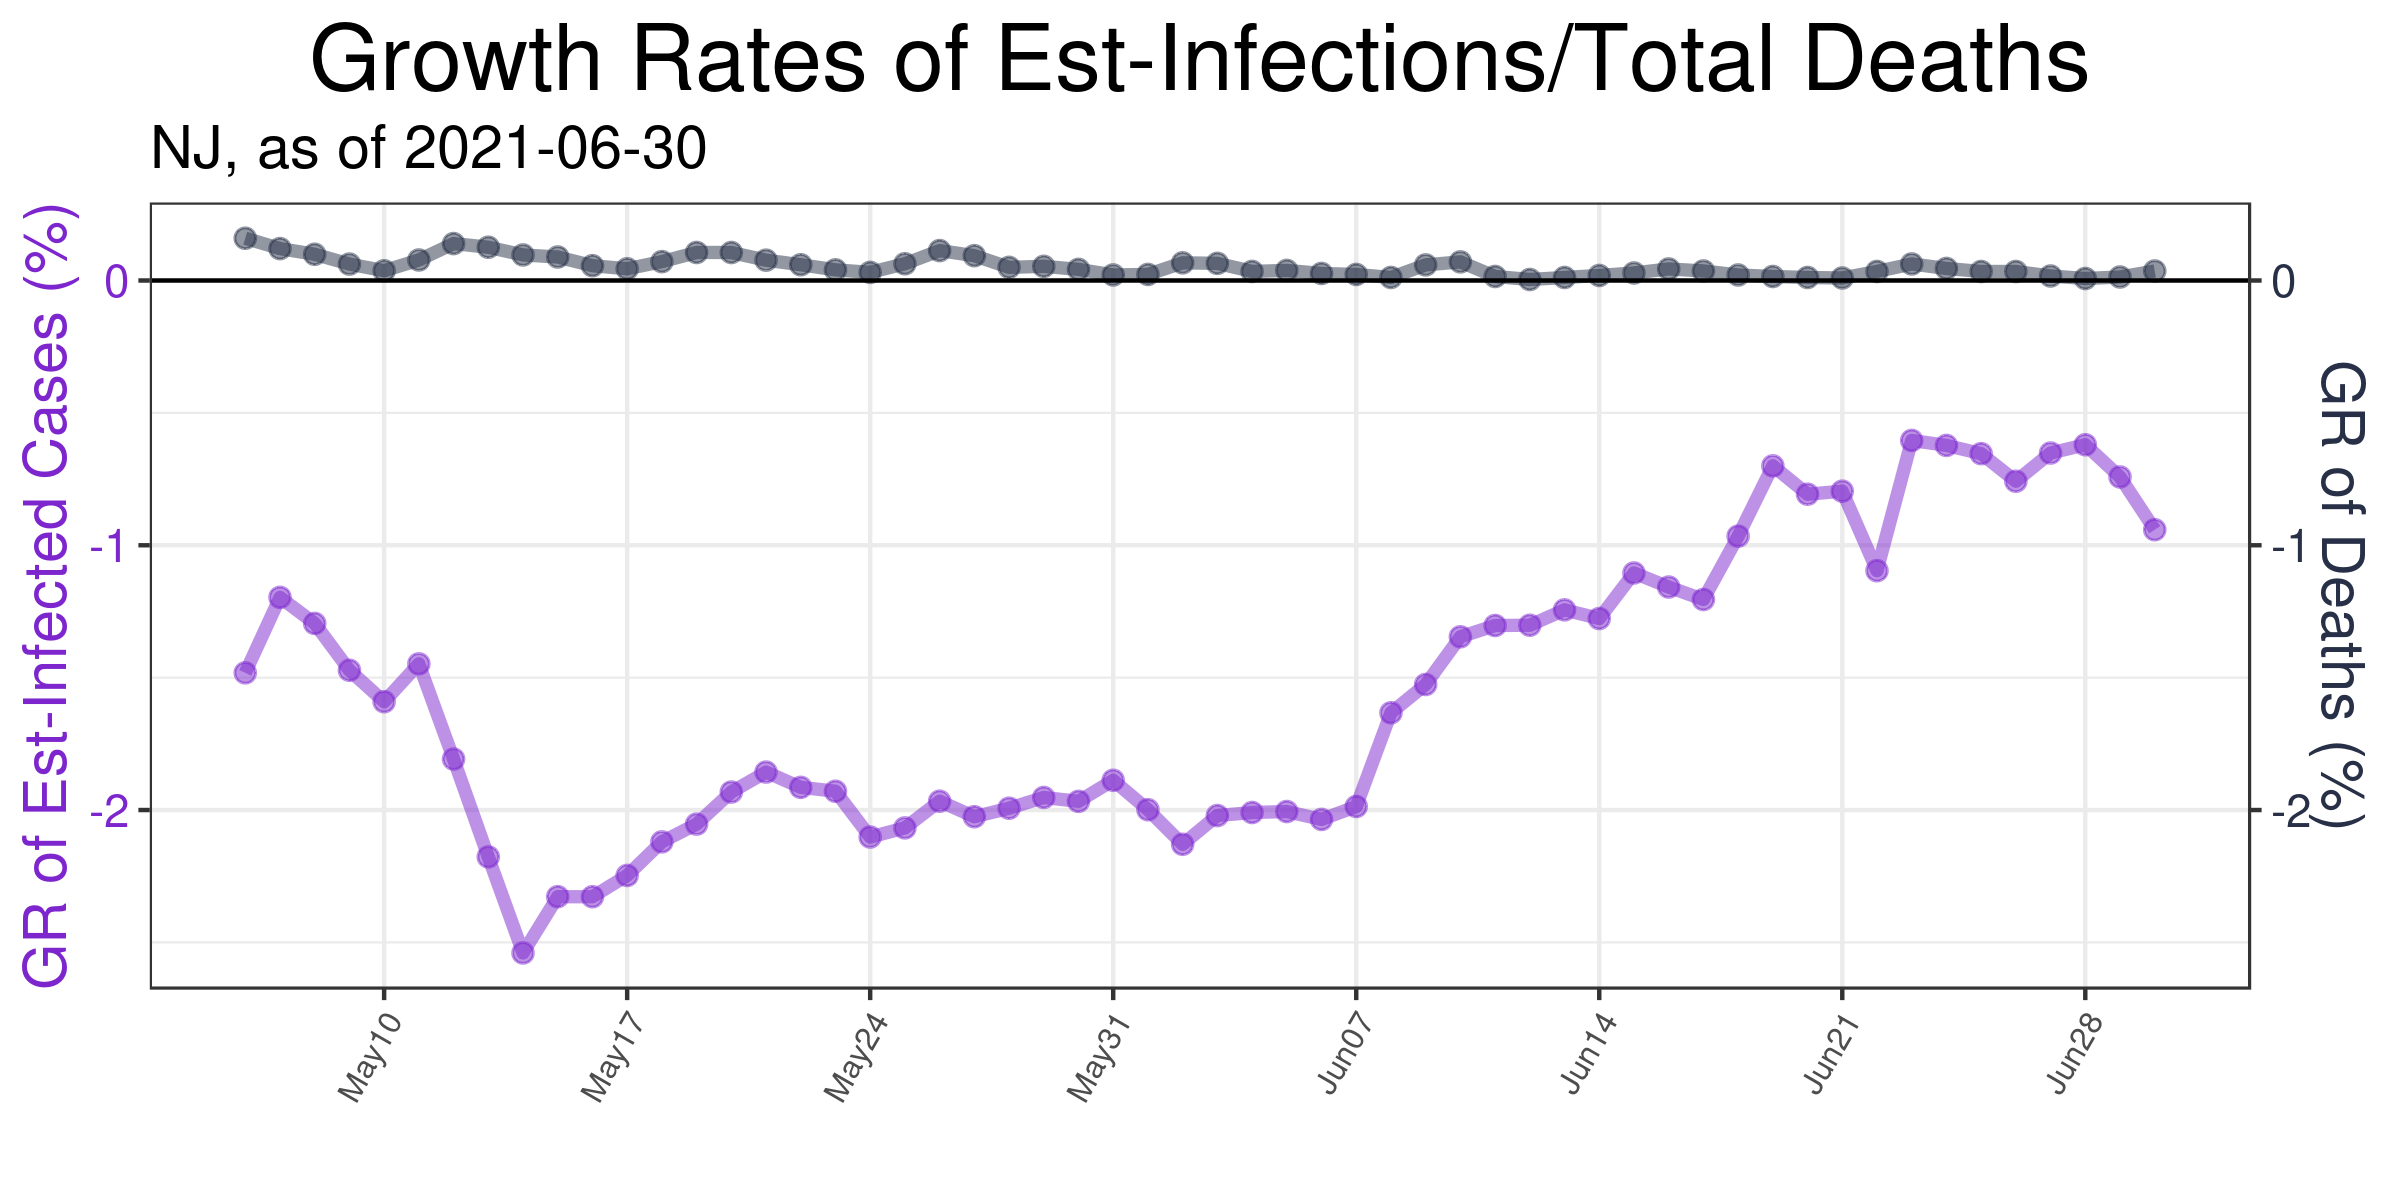 Growth Rates of Est-Infections/Total Deaths
NJ, as of 2021-06-30
GR of Est-Infected Cases (%)
0
-1
-2
0
-1
-2
GR of Deaths (%)
May10
May17
May24
May31
Jun07
Jun14
Jun21
Jun28